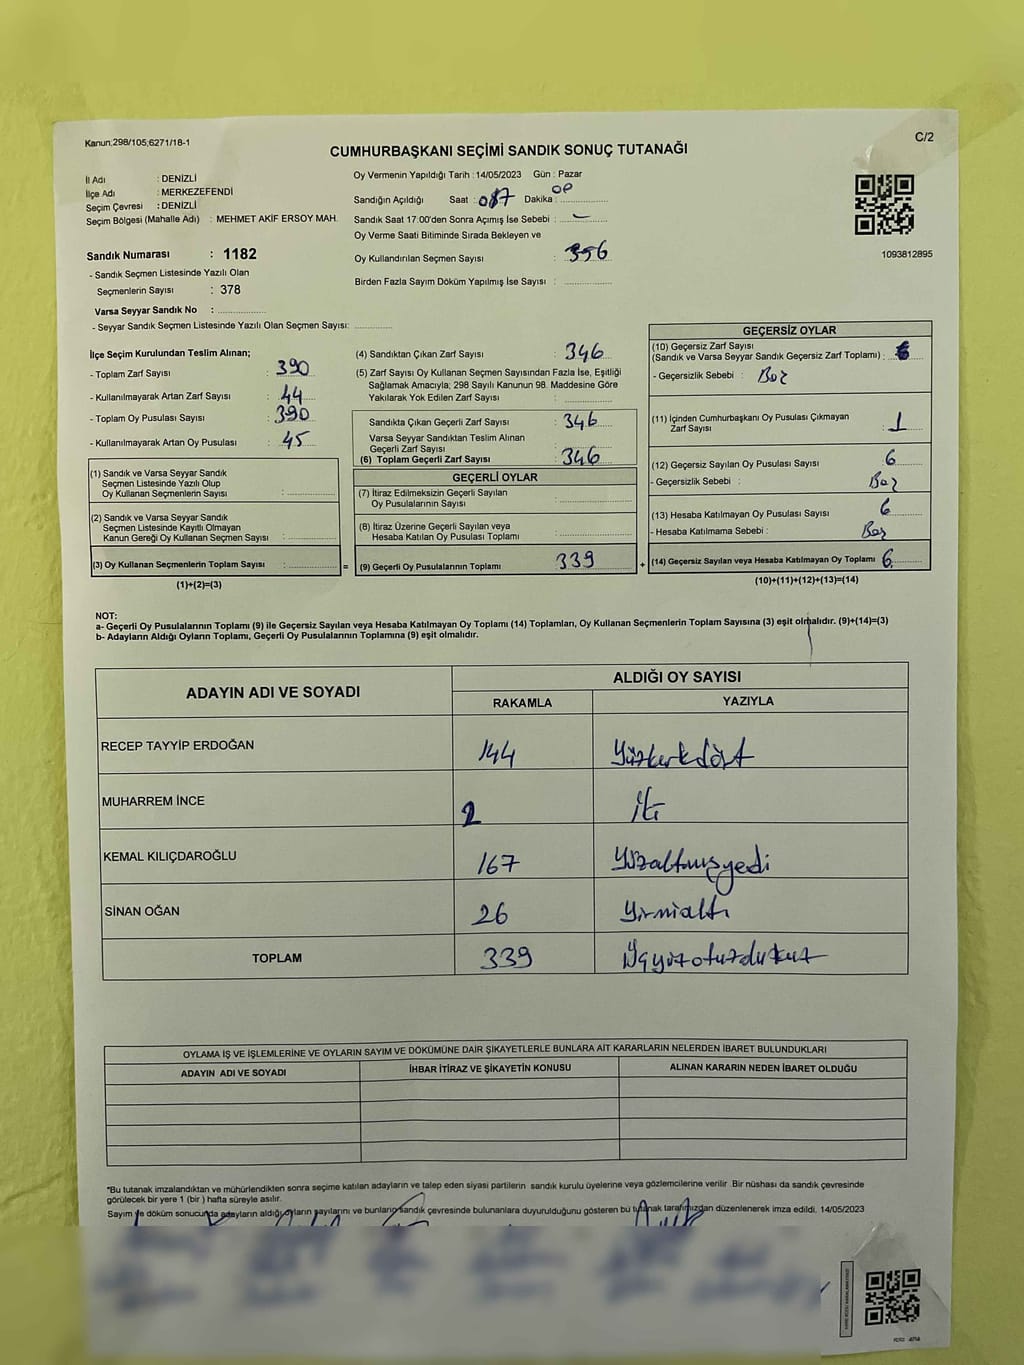 Kanun;298/105;6271/18-1
C/2
CUMHURBAŞKANI SEÇİMİ SANDIK SONUÇ TUTANAĞI
İl Adı : DENİZLİ
İlçe Adı : MERKEZEFENDİ
Seçim Çevresi : DENİZLİ
Seçim Bölgesi (Mahalle Adı) : MEHMET AKİF ERSOY MAH.
Sandık Numarası : 1182
- Sandık Seçmen Listesinde Yazılı Olan
Seçmenlerin Sayısı : 378
Varsa Seyyar Sandık No :
- Seyyar Sandık Seçmen Listesinde Yazılı Olan Seçmen Sayısı:
Oy Vermenin Yapıldığı Tarih : 14/05/2023 Gün : Pazar
Sandığın Açıldığı Saat : Dakika :
Sandık Saat 17:00'den Sonra Açımış İse Sebebi : -
Oy Verme Saati Bitiminde Sırada Bekleyen ve
Oy Kullandırılan Seçmen Sayısı :
Birden Fazla Sayım Döküm Yapılmış İse Sayısı :
1093812895
İlçe Seçim Kurulundan Teslim Alınan;
- Toplam Zarf Sayısı : 390
- Kullanılmayarak Artan Zarf Sayısı : 44
- Toplam Oy Pusulası Sayısı : 390
- Kullanılmayarak Artan Oy Pusulası : 45
(1) Sandık ve Varsa Seyyar Sandık
Seçmen Listesinde Yazılı Olup
Oy Kullanan Seçmenlerin Sayısı :
(2) Sandık ve Varsa Seyyar Sandık
Seçmen Listesinde Kayıtlı Olmayan
Kanun Gereği Oy Kullanan Seçmen Sayısı :
(3) Oy Kullanan Seçmenlerin Toplam Sayısı : =
(1)+(2)=(3)
(4) Sandıktan Çıkan Zarf Sayısı : 346
(5) Zarf Sayısı Oy Kullanan Seçmen Sayısından Fazla İse, Eşitliği
Sağlamak Amacıyla; 298 Sayılı Kanunun 98. Maddesine Göre
Yakılarak Yok Edilen Zarf Sayısı :
Sandıkta Çıkan Geçerli Zarf Sayısı : 346
Varsa Seyyar Sandıktan Teslim Alınan
Geçerli Zarf Sayısı :
(6) Toplam Geçerli Zarf Sayısı : 346
GEÇERLİ OYLAR
(7) İtiraz Edilmeksizin Geçerli Sayılan
Oy Pusulalarının Sayısı :
(8) İtiraz Üzerine Geçerli Sayılan veya
Hesaba Katılan Oy Pusulası Toplamı :
(9) Geçerli Oy Pusulalarının Toplamı : 339 +
GEÇERSİZ OYLAR
(10) Geçersiz Zarf Sayısı
(Sandık ve Varsa Seyyar Sandık Geçersiz Zarf Toplamı) :
- Geçersizlik Sebebi : Boz
(11) İçinden Cumhurbaşkanı Oy Pusulası Çıkmayan
Zarf Sayısı : 1
(12) Geçersiz Sayılan Oy Pusulası Sayısı : 6
- Geçersizlik Sebebi : Boz
(13) Hesaba Katılmayan Oy Pusulası Sayısı : 6
- Hesaba Katılmama Sebebi : Boz
(14) Geçersiz Sayılan veya Hesaba Katılmayan Oy Toplamı : 6
(10)+(11)+(12)+(13)=(14)
NOT:
a- Geçerli Oy Pusulalarının Toplamı (9) ile Geçersiz Sayılan veya Hesaba Katılmayan Oy Toplamı (14) Toplamları, Oy Kullanan Seçmenlerin Toplam Sayısına (3) eşit olmalıdır. (9)+(14)=(3)
b- Adayların Aldığı Oyların Toplamı, Geçerli Oy Pusulalarının Toplamına (9) eşit olmalıdır.
ADAYIN ADI VE SOYADI ALDIĞI OY SAYISI
RAKAMLA YAZIYLA
RECEP TAYYİP ERDOĞAN 144 Yüzkırkdört
MUHARREM İNCE 2 İki
KEMAL KILIÇDAROĞLU 167 Yüzaltmışyedi
SİNAN OĞAN 26 Yirmialtı
TOPLAM 339 Üçyüzotuzdokuz
OYLAMA İŞ VE İŞLEMLERİNE VE OYLARIN SAYIM VE DÖKÜMÜNE DAİR ŞİKAYETLERLE BUNLARA AİT KARARLARIN NELERDEN İBARET BULUNDUKLARI
ADAYIN ADI VE SOYADI İHBAR İTİRAZ VE ŞİKAYETİN KONUSU ALINAN KARARIN NEDEN İBARET OLDUĞU
*Bu tutanak imzalandıktan ve mühürlendikten sonra seçime katılan adayların ve talep eden siyasi partilerin sandık kurulu üyelerine veya gözlemcilerine verilir. Bir nüshası da sandık çevresinde
görülecek bir yere 1 (bir ) hafta süreyle asılır.
Sayım ve döküm sonucunda adayların aldığı oyların sayılarını ve bunların sandık çevresinde bulunanlara duyurulduğunu gösteren bu tutanak tarafımızdan düzenlenerek imza edildi. 14/05/2023